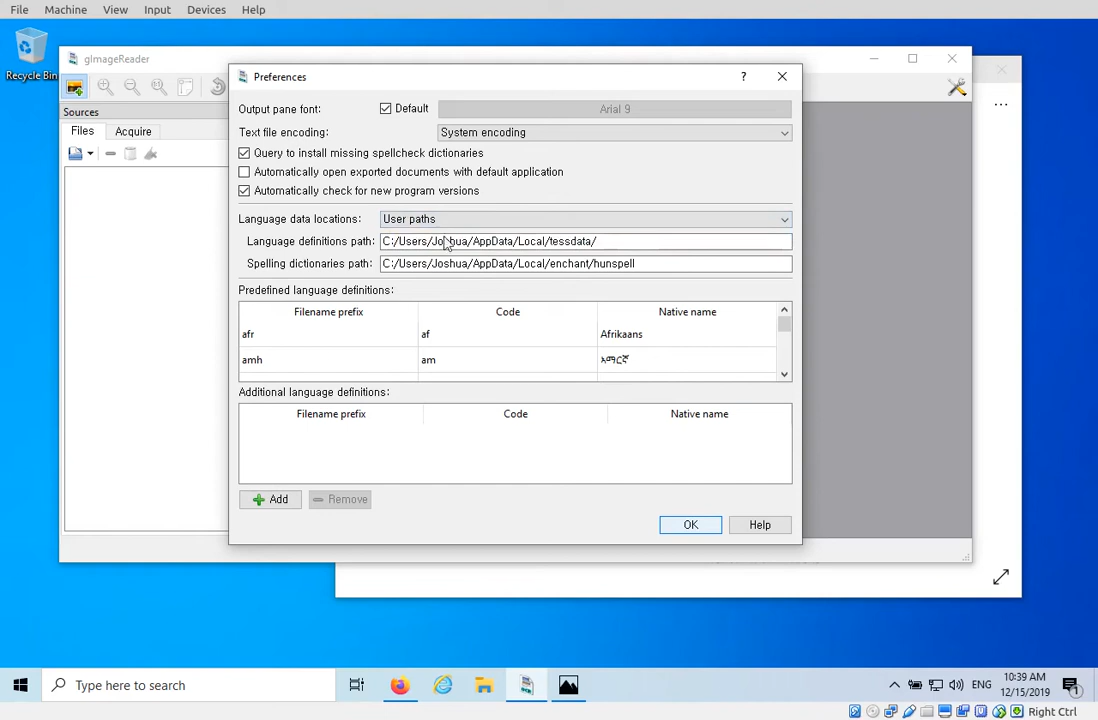 File Machine View Input Devices Help
Recycle Bin
gImageReader
Sources
Files Acquire
Preferences
?
Output pane font: Default Arial 9
Text file encoding: System encoding
Query to install missing spellcheck dictionaries
Automatically open exported documents with default application
Automatically check for new program versions
Language data locations: User paths
Language definitions path: C:/Users/Joshua/AppData/Local/tessdata/
Spelling dictionaries path: C:/Users/Joshua/AppData/Local/enchant/hunspell
Predefined language definitions:
Filename prefix Code Native name
afr af Afrikaans
amh am ኣማርኛ
Additional language definitions:
Filename prefix Code Native name
Add Remove
OK Help
Type here to search
ENG
10:39 AM
12/15/2019
1
Right Ctrl